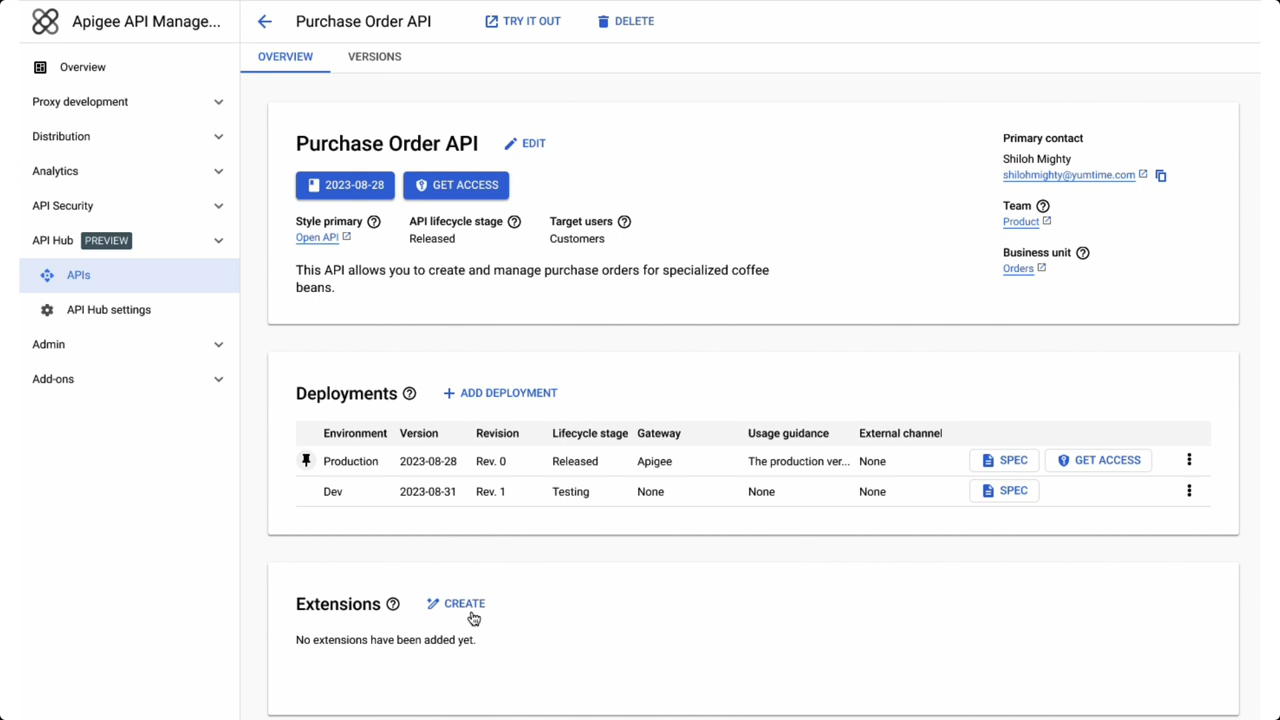 Apigee API Manage...
Purchase Order API
TRY IT OUT
DELETE
OVERVIEW
VERSIONS
Overview
Proxy development
Distribution
Analytics
API Security
API Hub PREVIEW
APIs
API Hub settings
Admin
Add-ons
Purchase Order API
EDIT
2023-08-28
GET ACCESS
Style primary
Open API
API lifecycle stage
Released
Target users
Customers
This API allows you to create and manage purchase orders for specialized coffee
beans.
Primary contact
Shiloh Mighty
shilohmighty@yumtime.com
Team
Product
Business unit
Orders
Deployments
ADD DEPLOYMENT
Environment Version Revision Lifecycle stage Gateway Usage guidance External channel
Production 2023-08-28 Rev. 0 Released Apigee The production ver... None SPEC GET ACCESS
Dev 2023-08-31 Rev. 1 Testing None None None SPEC
Extensions
CREATE
No extensions have been added yet.